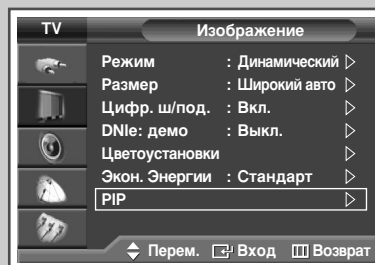 TV Изображение
Режим : Динамический
Размер : Широкий авто
Цифр. ш/под. : Вкл.
DNIe: демо : Выкл.
Цветоустановки
Экон. Энергии : Стандарт
PIP
Перем. Вход Возврат